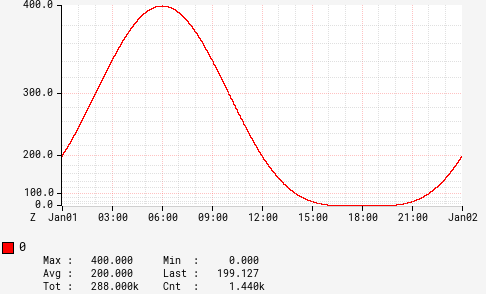 400.0
300.0
200.0
100.0
0.0
Z Jan01 03:00 06:00 09:00 12:00 15:00 18:00 21:00 Jan02
0
Max : 400.000 Min : 0.000
Avg : 200.000 Last : 199.127
Tot : 288.000k Cnt : 1.440k